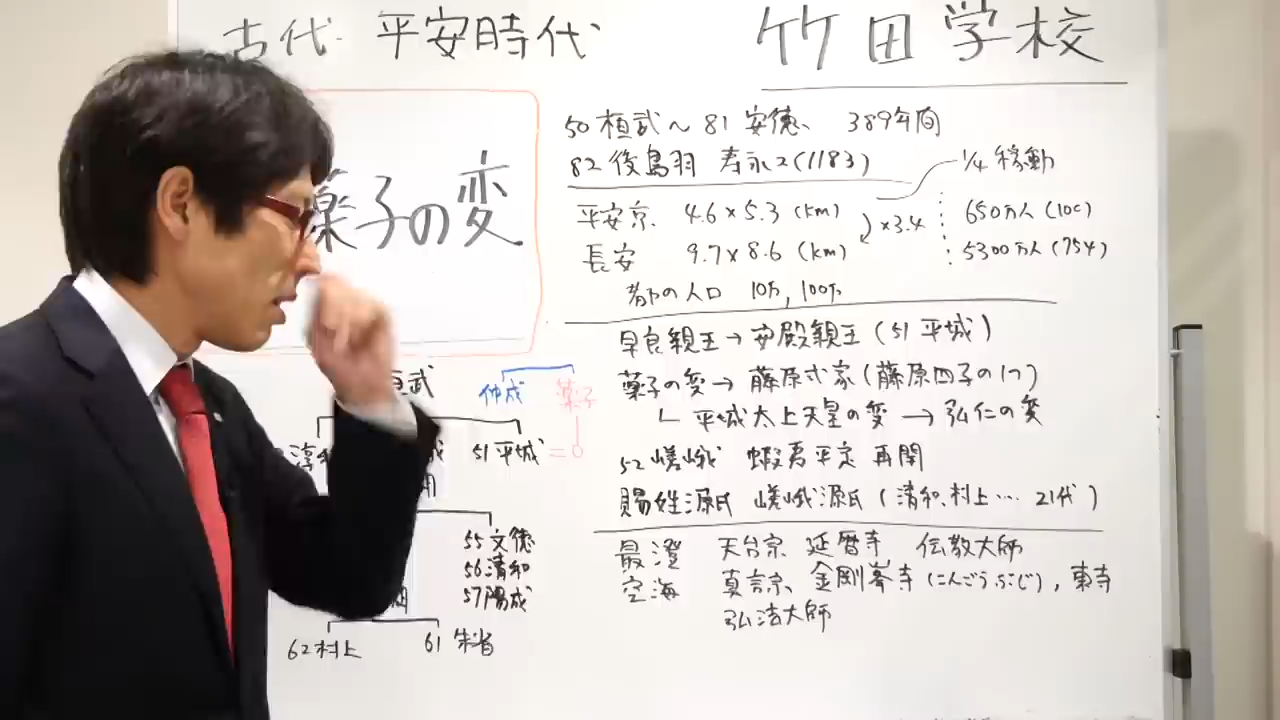 古代 平安時代
竹田学校
薬子の変
50 桓武～81 安徳、 389年間
82 後鳥羽 寿永2(1183)
1/4 稼動
平安京 4.6×5.3 (km)
×3.4
650万人 (10C)
長安 9.7×8.6 (km)
5300万人 (754)
都の人口 10万, 100万
早良親王→安殿親王 (51 平城)
薬子の変→ 藤原式家(藤原四子の1つ)
└ 平城太上天皇の変 → 弘仁の変
52 嵯峨 蝦夷平定 再開
賜姓源氏 嵯峨源氏 (清和、村上… 21代)
最澄 天台宗 延暦寺 伝教大師
空海 真言宗 金剛峯寺(こんごうぶじ), 東寺
弘法大師
武
仲成 薬子
淳
51 平城 =
55 文徳
56 清和
57 陽成
62 村上 61 朱雀